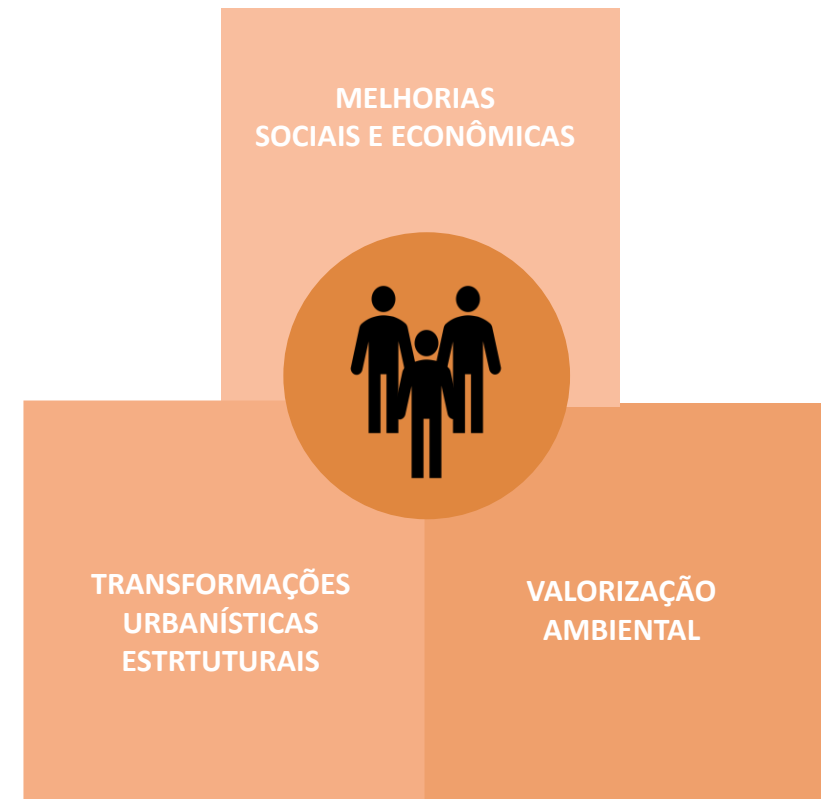 MELHORIAS
SOCIAIS E ECONÔMICAS
TRANSFORMAÇÕES
URBANÍSTICAS
ESTRTUTURAIS
VALORIZAÇÃO
AMBIENTAL